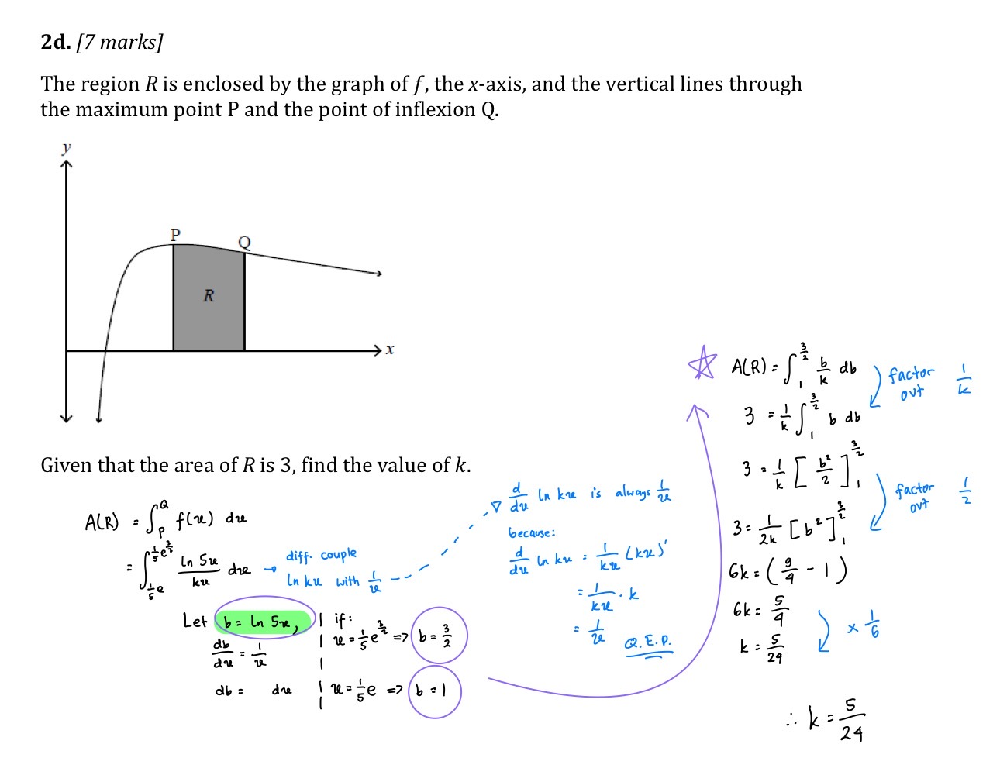 2d. [7 marks]
The region R is enclosed by the graph of f, the x-axis, and the vertical lines through
the maximum point P and the point of inflexion Q.
y
P
Q
R
x
Given that the area of R is 3, find the value of k.
A(R) = ∫_P^Q f(x) dx
= ∫_{1/5 e}^{1/5 e^{3/2}} ln 5x / kx dx → diff. couple
ln kx with 1/x
Let b = ln 5x,
db/dx = 1/x
db = dx
if:
x = 1/5 e^{3/2} => b = 3/2
x = 1/5 e => b = 1
d/dx ln kx is always 1/x
because:
d/dx ln kx = 1/kx (kx)'
= 1/kx · k
= 1/x
Q.E.D.
A(R) = ∫_1^{3/2} b/k db
factor out 1/k
3 = 1/k ∫_1^{3/2} b db
3 = 1/k [b²/2]_1^{3/2}
factor out 1/2
3 = 1/2k [b²]_1^{3/2}
6k = (9/4 - 1)
6k = 5/4
× 1/6
k = 5/24
∴ k = 5/24